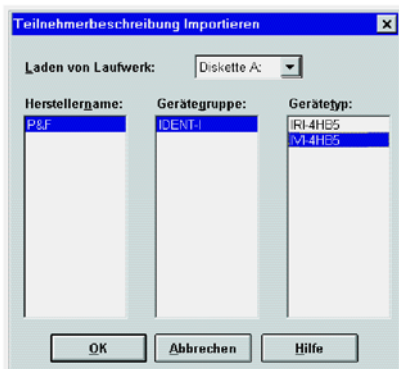 Teilnehmerbeschreibung Importieren
Laden von Laufwerk: Diskette A:
Herstellername: Gerätegruppe: Gerätetyp:
P&F IDENT-I IRI-4HB5
IVI-4HB5
OK Abbrechen Hilfe